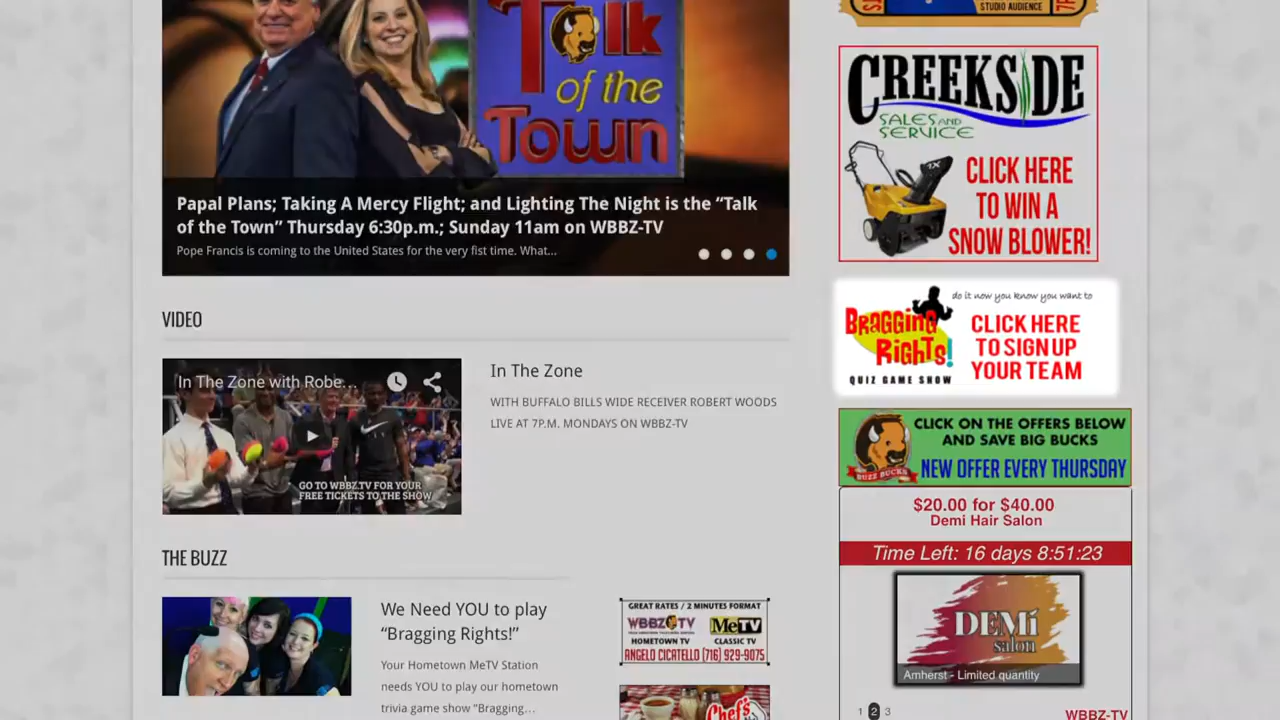 STUDIO AUDIENCE
Talk
of the
Town
Papal Plans; Taking A Mercy Flight; and Lighting The Night is the “Talk
of the Town” Thursday 6:30p.m.; Sunday 11am on WBBZ-TV
Pope Francis is coming to the United States for the very fist time. What...
CREEKSIDE
SALES AND
SERVICE
CLICK HERE
TO WIN A
SNOW BLOWER!
do it now you know you want to
BRAGGING
RIGHTS!
QUIZ GAME SHOW
CLICK HERE
TO SIGN UP
YOUR TEAM
VIDEO
In The Zone with Robe...
GO TO WBBZ.TV FOR YOUR
FREE TICKETS TO THE SHOW
In The Zone
WITH BUFFALO BILLS WIDE RECEIVER ROBERT WOODS
LIVE AT 7P.M. MONDAYS ON WBBZ-TV
CLICK ON THE OFFERS BELOW
AND SAVE BIG BUCKS
BUZZ BUCKS
NEW OFFER EVERY THURSDAY
$20.00 for $40.00
Demi Hair Salon
Time Left: 16 days 8:51:23
DEMi
salon
Amherst - Limited quantity
1 2 3
WBBZ-TV
THE BUZZ
We Need YOU to play
“Bragging Rights!”
Your Hometown MeTV Station
needs YOU to play our hometown
trivia game show “Bragging...
GREAT RATES / 2 MINUTES FORMAT
WBBZ TV MeTV
HOMETOWN TV CLASSIC TV
ANGELO CICATELLO (716) 929-9075
Chef's